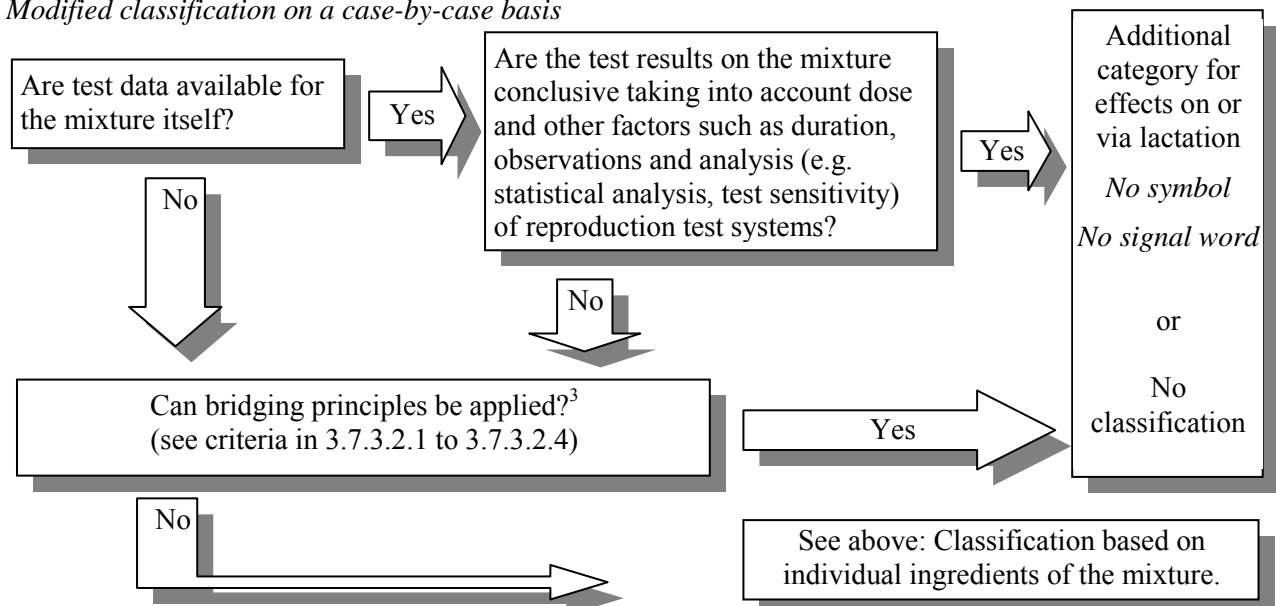 Modified classification on a case-by-case basis
Are test data available for
the mixture itself?
Yes
Are the test results on the mixture
conclusive taking into account dose
and other factors such as duration,
observations and analysis (e.g.
statistical analysis, test sensitivity)
of reproduction test systems?
Yes
Additional
category for
effects on or
via lactation
No symbol
No signal word
or
No
classification
No
No
Can bridging principles be applied?³
(see criteria in 3.7.3.2.1 to 3.7.3.2.4)
Yes
No
See above: Classification based on
individual ingredients of the mixture.